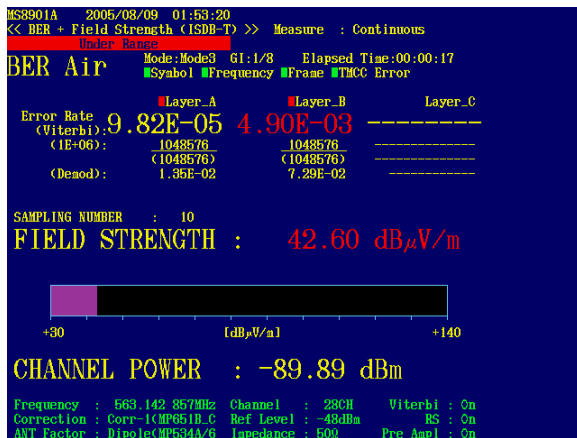 MS8901A 2005/08/09 01:53:20
<< BER + Field Strength (ISDB-T) >> Measure : Continuous
Under Range
BER Air Mode:Mode3 GI:1/8 Elapsed Time:00:00:17
Symbol Frequency Frame TMCC Error
Layer_A Layer_B Layer_C
Error Rate
(Viterbi): 9.82E-05 4.90E-03 --------
(1E+06): 1048576 1048576 --------------
(1048576) (1048576) --------------
(Demod): 1.35E-02 7.29E-02 --------------
SAMPLING NUMBER : 10
FIELD STRENGTH : 42.60 dBμV/m
+30 [dBμV/m] +140
CHANNEL POWER : -89.89 dBm
Frequency : 563.142 857MHz Channel : 28CH Viterbi : On
Correction : Corr-1(MP651B_C Ref Level : -48dBm RS : On
ANT Factor : Dipole(MP534A/6 Impedance : 50Ω Pre Ampl : On